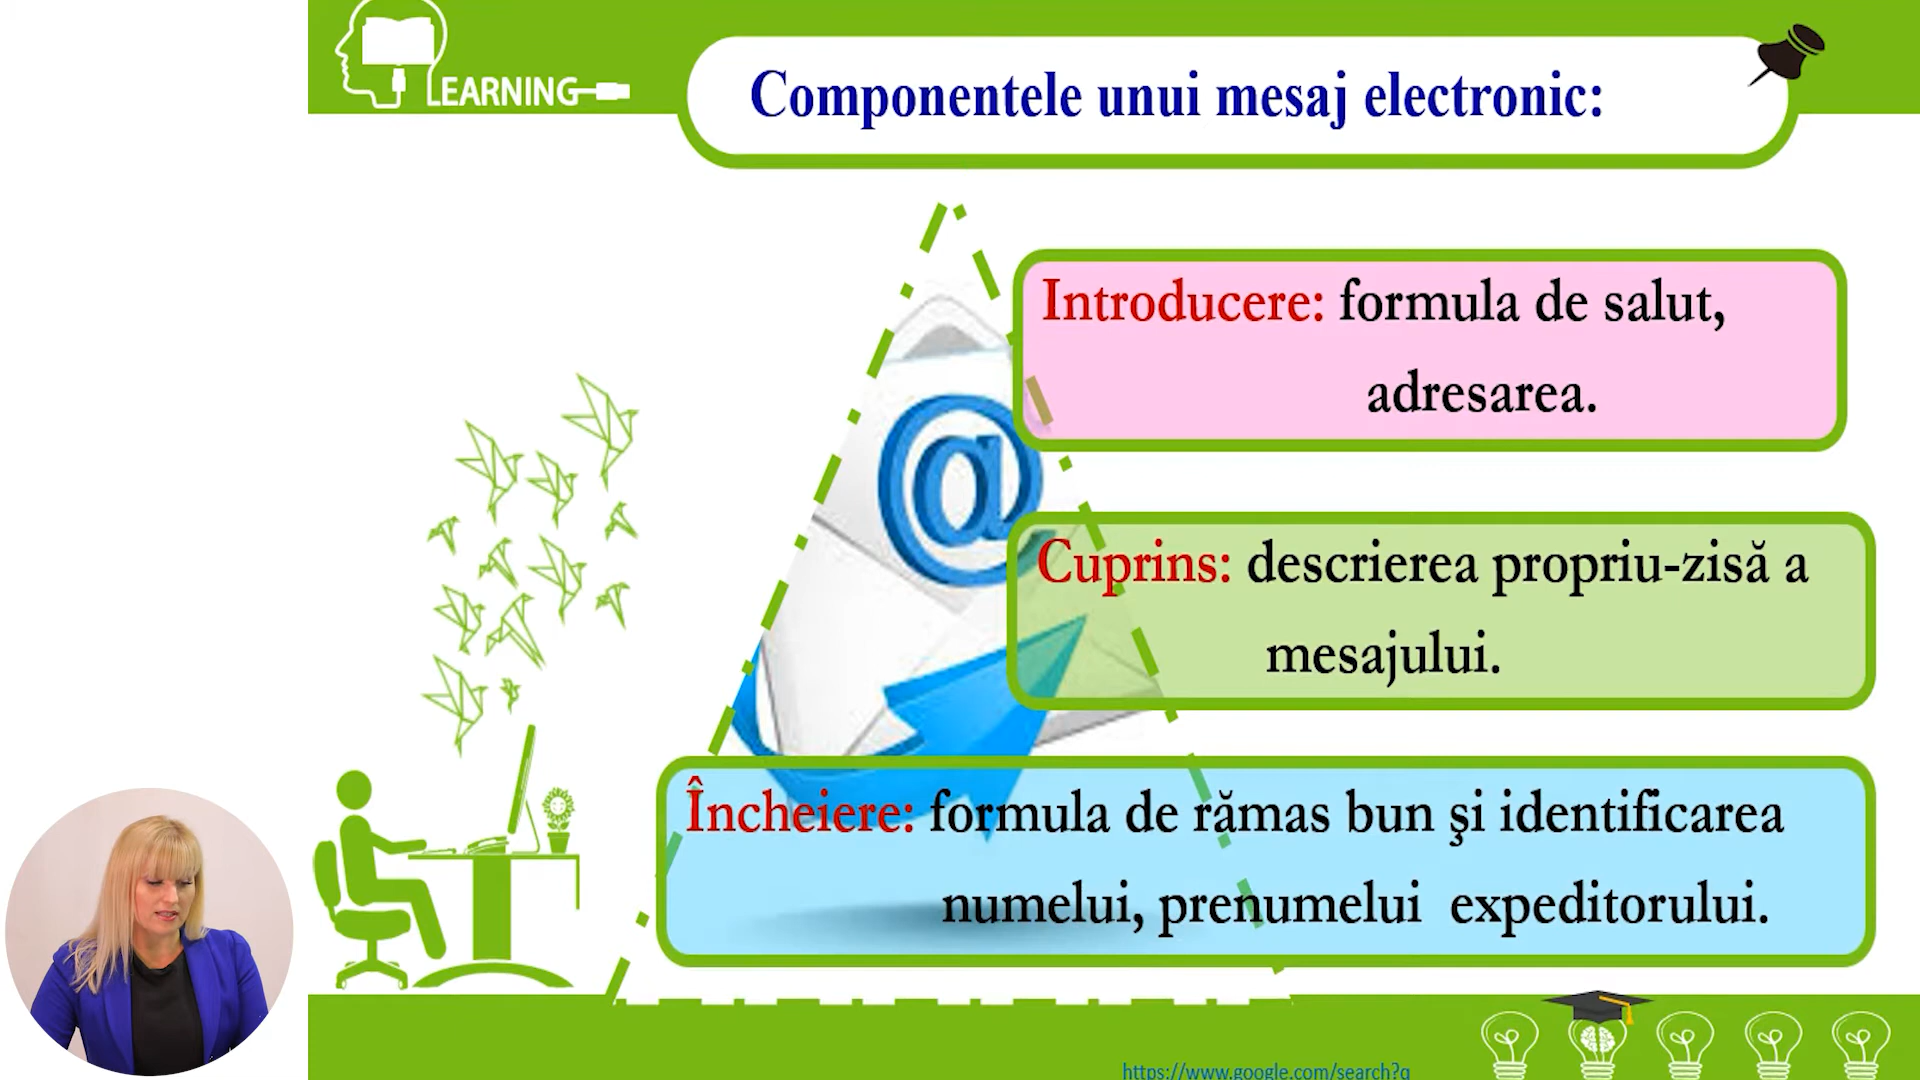 LEARNING
Componentele unui mesaj electronic:
Introducere: formula de salut,
adresarea.
@
Cuprins: descrierea propriu-zisă a
mesajului.
Încheiere: formula de rămas bun şi identificarea
numelui, prenumelui expeditorului.
https://www.google.com/search?q